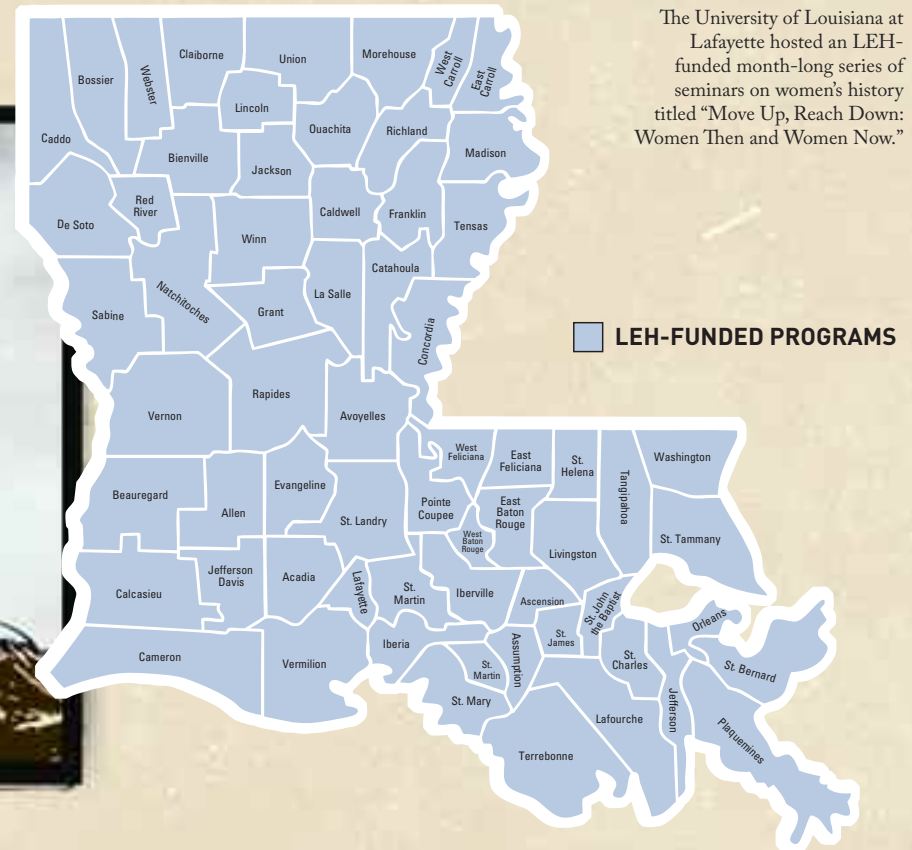 The University of Louisiana at
Lafayette hosted an LEH-
funded month-long series of
seminars on women's history
titled "Move Up, Reach Down:
Women Then and Women Now."
Claiborne
Union
Morehouse
West
Carroll
East
Carroll
Bossier
Webster
Lincoln
Ouachita
Richland
Caddo
Madison
Bienville
Jackson
Red
River
Caldwell
Franklin
De Soto
Tensas
Winn
Catahoula
La Salle
Natchitoches
Grant
Sabine
Concordia
LEH-FUNDED PROGRAMS
Rapides
Vernon
Avoyelles
West
Feliciana
East
Feliciana
St.
Helena
Tangipahoa
Washington
Evangeline
Beauregard
Allen
Pointe
Coupee
East
Baton
Rouge
St. Landry
West
Baton
Rouge
Livingston
St. Tammany
Jefferson
Davis
Acadia
Lafayette
Calcasieu
St.
Martin
Iberville
Ascension
St. John
the Baptist
Orleans
Iberia
St.
James
Assumption
Cameron
Vermilion
St.
Martin
St.
Charles
St. Bernard
St. Mary
Lafourche
Jefferson
Plaquemines
Terrebonne